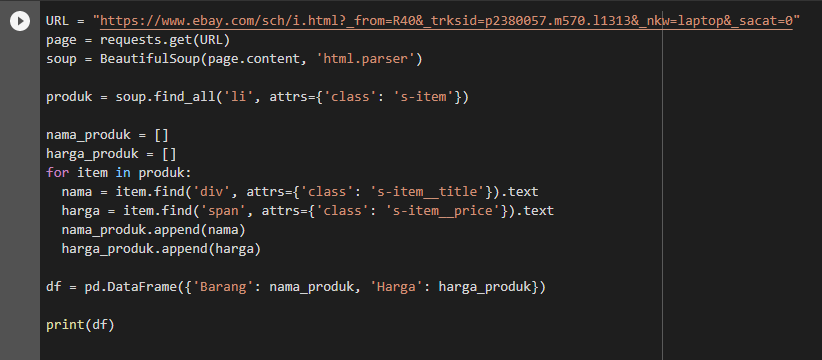 URL = "https://www.ebay.com/sch/i.html?_from=R40&_trksid=p2380057.m570.l1313&_nkw=laptop&_sacat=0"
page = requests.get(URL)
soup = BeautifulSoup(page.content, 'html.parser')
produk = soup.find_all('li', attrs={'class': 's-item'})
nama_produk = []
harga_produk = []
for item in produk:
  nama = item.find('div', attrs={'class': 's-item__title'}).text
  harga = item.find('span', attrs={'class': 's-item__price'}).text
  nama_produk.append(nama)
  harga_produk.append(harga)
df = pd.DataFrame({'Barang': nama_produk, 'Harga': harga_produk})
print(df)